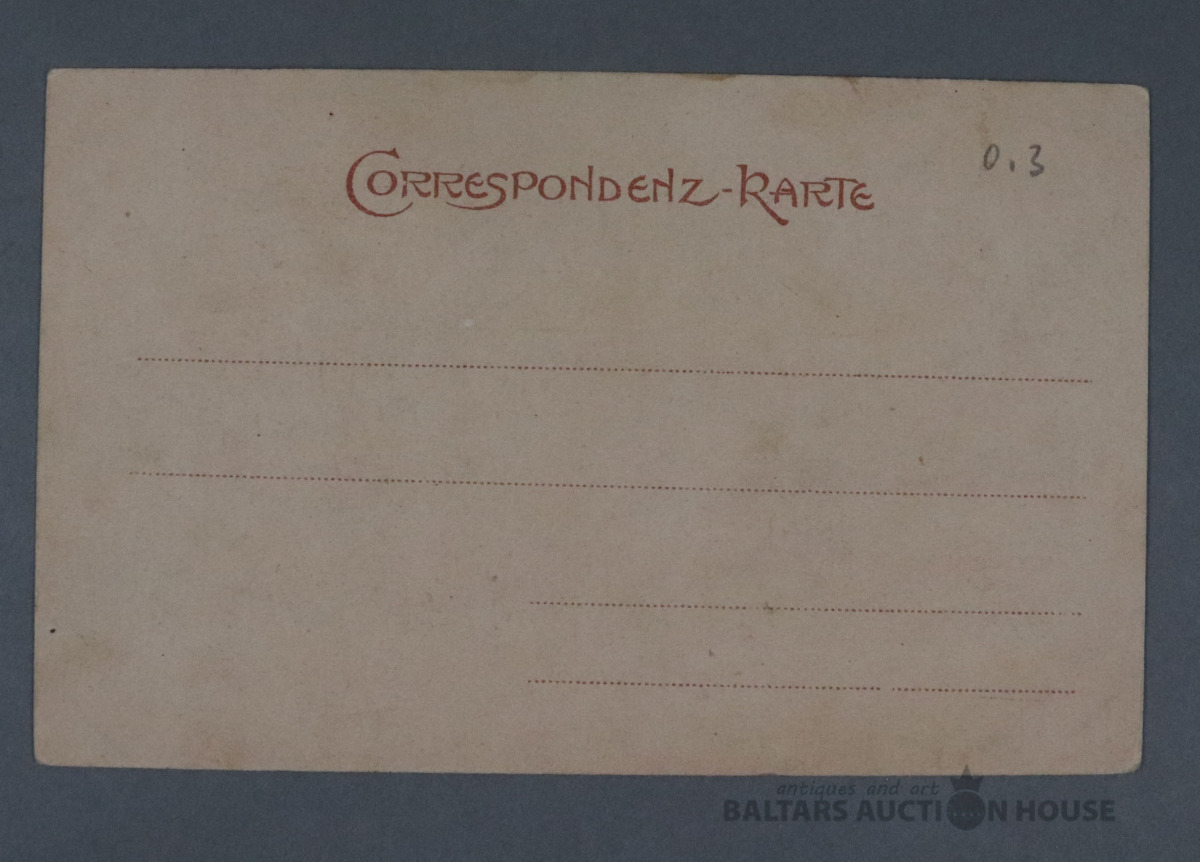 CORRESPONDENZ-KARTE
0.3
antiques and art
BALTARS AUCTION HOUSE